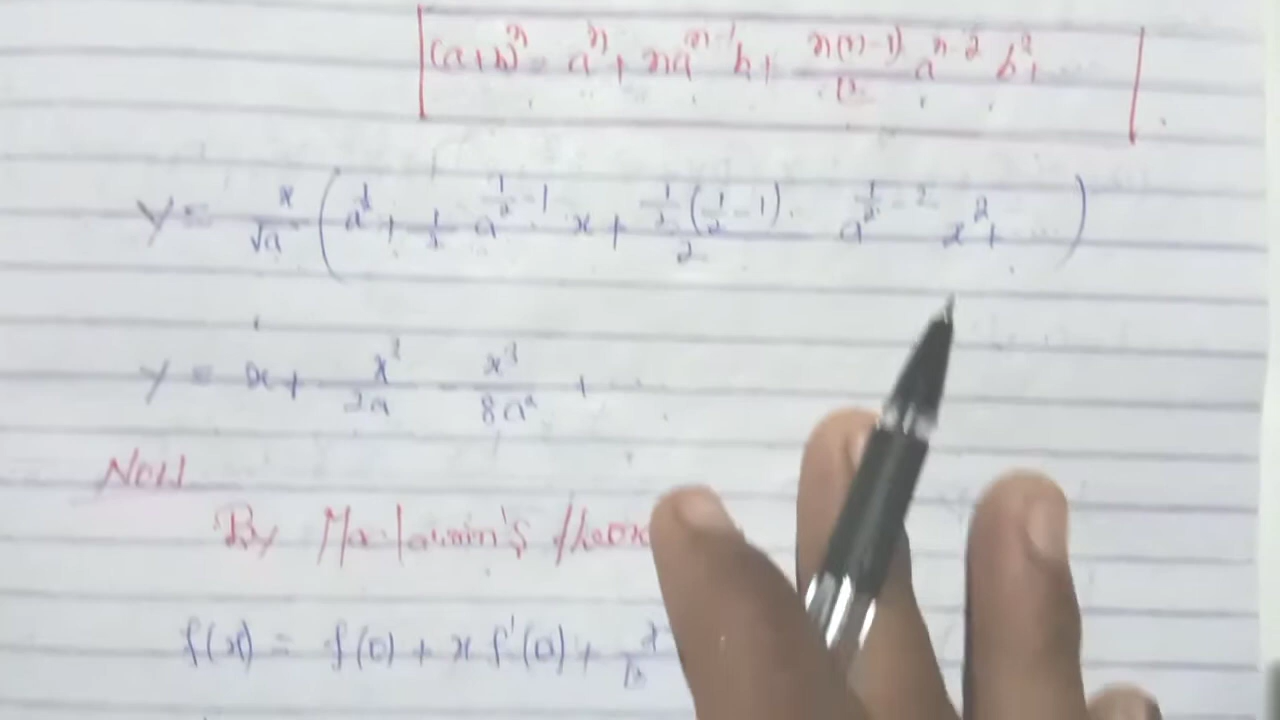 (a+h)^n = a^n + na^(n-1) h + n(n-1)/|2 a^(n-2) h^2 + ...
y = x/√a ( a^(1/2) + 1/2 a^(1/2 - 1) · x + 1/2 (1/2 - 1)/2 · a^(1/2 - 2) x^2 + ... )
y = x + x^2/2a - x^3/8a^2 + ...
Now
By Maclaurin's
f(x) = f(0) + x f'(0) +